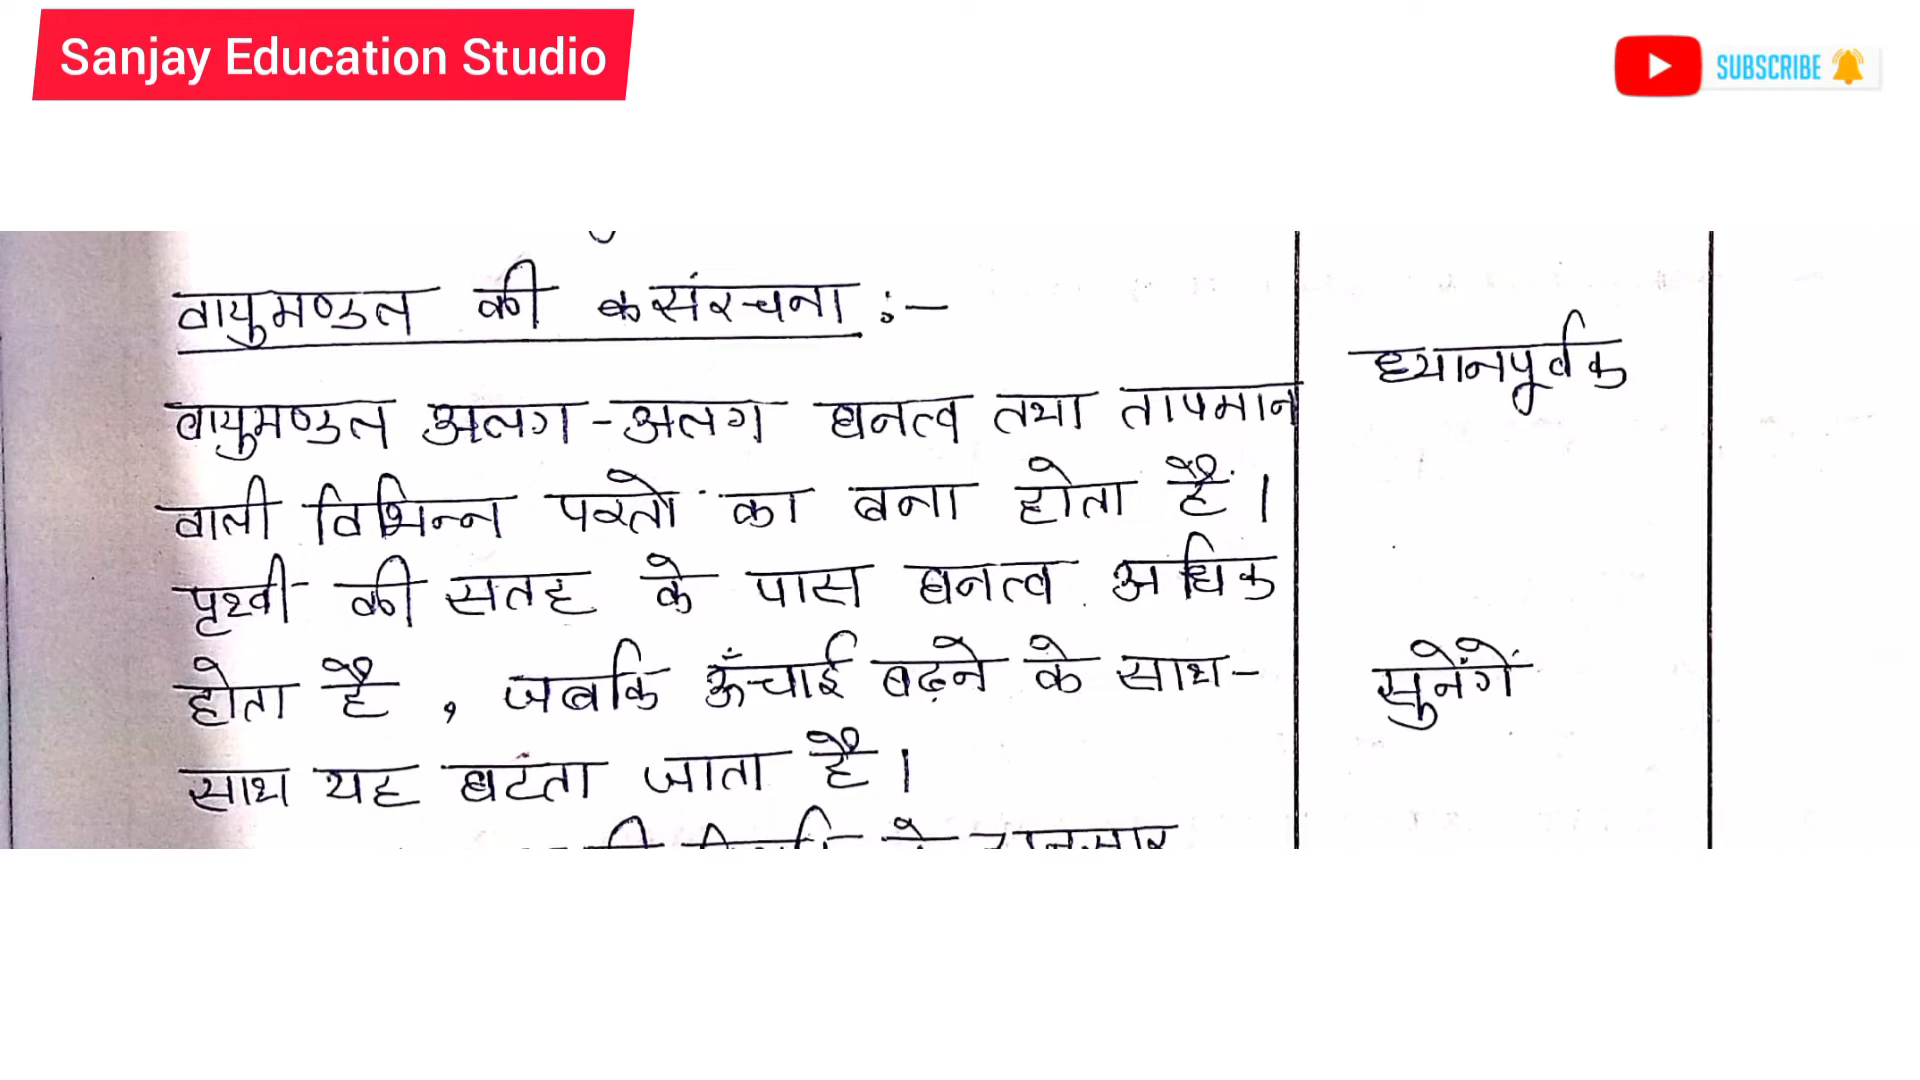 Sanjay Education Studio
SUBSCRIBE
वायुमण्डल की क संरचना :-
वायुमण्डल अलग-अलग घनत्व तथा तापमान
वाली विभिन्न परतो का बना होता है।
पृथ्वी की सतह के पास घनत्व अधिक
होता है, जबकि ऊँचाई बढ़ने के साथ-
साथ यह घटता जाता है।
ध्यानपूर्वक
सुनेंगें